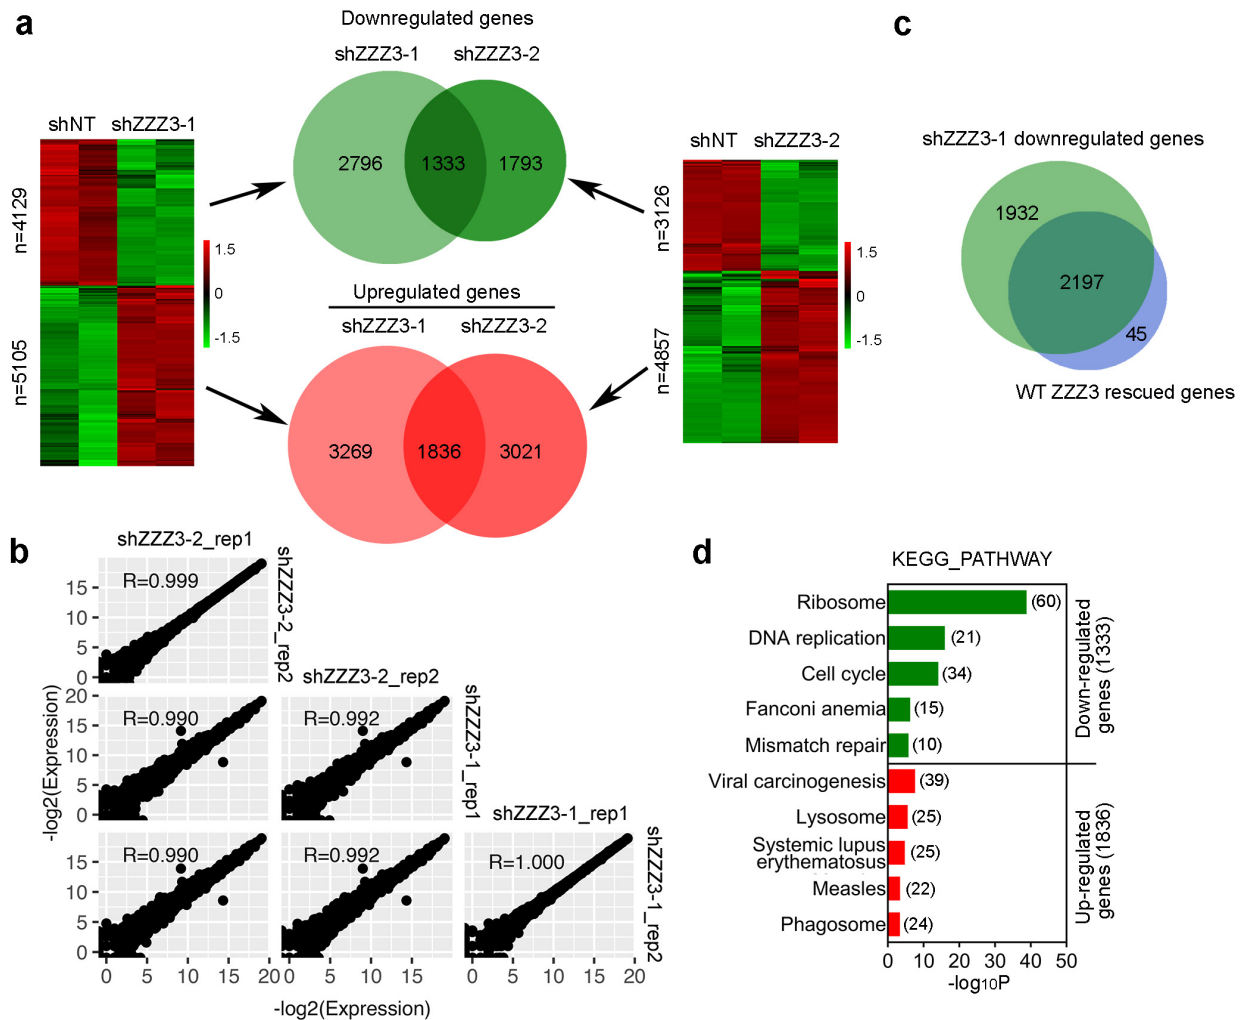 a
Downregulated genes
shZZZ3-1 shZZZ3-2
2796 1333 1793
shNT shZZZ3-1
n=4129
n=5105
1.5
0
-1.5
shNT shZZZ3-2
n=3126
n=4857
1.5
0
-1.5
Upregulated genes
shZZZ3-1 shZZZ3-2
3269 1836 3021
c
shZZZ3-1 downregulated genes
1932
2197
45
WT ZZZ3 rescued genes
b
shZZZ3-2_rep1
R=0.999
shZZZ3-2_rep2
15
10
5
0
shZZZ3-2_rep2
R=0.990
R=0.992
shZZZ3-1_rep1
20
15
10
5
0
shZZZ3-1_rep1
R=0.990
R=0.992
R=1.000
shZZZ3-1_rep2
15
10
5
0
0 5 10 15 20 0 5 10 15 0 5 10 15 20
-log2(Expression)
-log2(Expression)
d
KEGG_PATHWAY
Ribosome (60)
DNA replication (21)
Cell cycle (34)
Fanconi anemia (15)
Mismatch repair (10)
Viral carcinogenesis (39)
Lysosome (25)
Systemic lupus
erythematosus (25)
Measles (22)
Phagosome (24)
Down-regulated
genes (1333)
Up-regulated
genes (1836)
0 10 20 30 40 50
-log10P